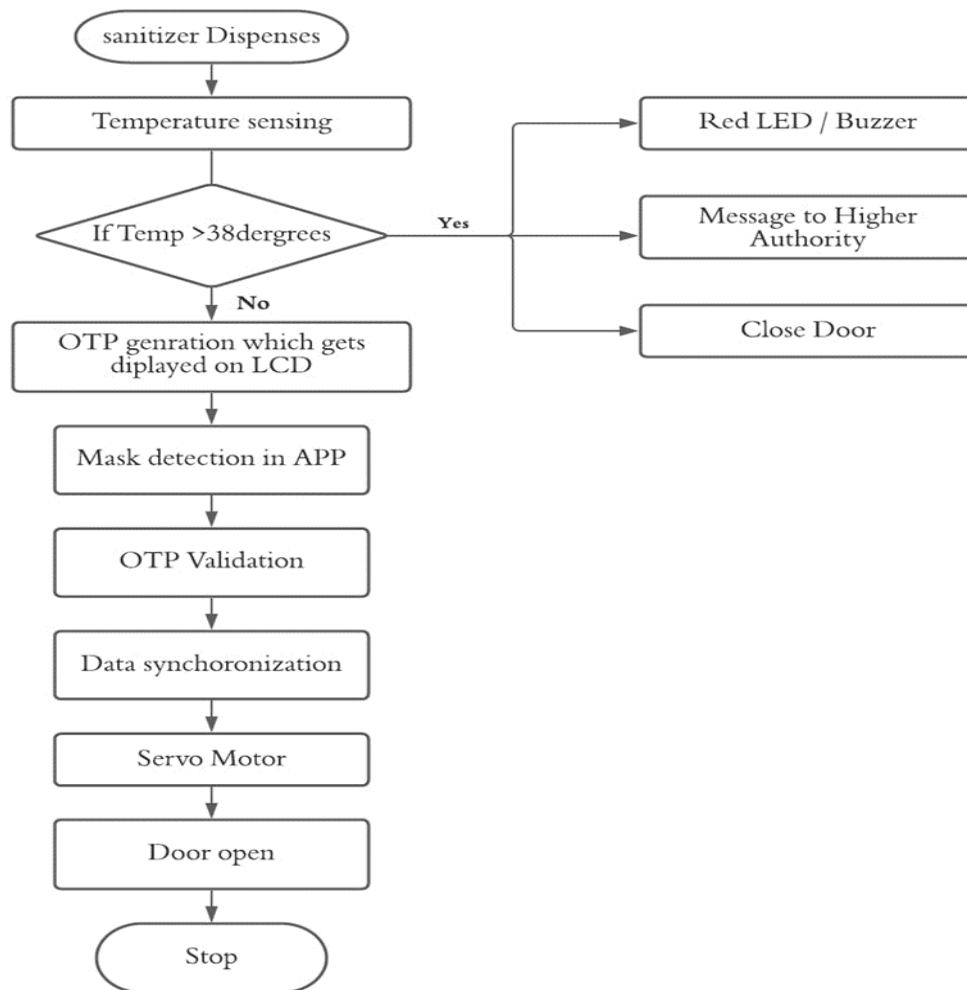 sanitizer Dispenses
Temperature sensing
If Temp >38dergrees
Yes
No
Red LED / Buzzer
Message to Higher
Authority
Close Door
OTP genration which gets
diplayed on LCD
Mask detection in APP
OTP Validation
Data synchoronization
Servo Motor
Door open
Stop